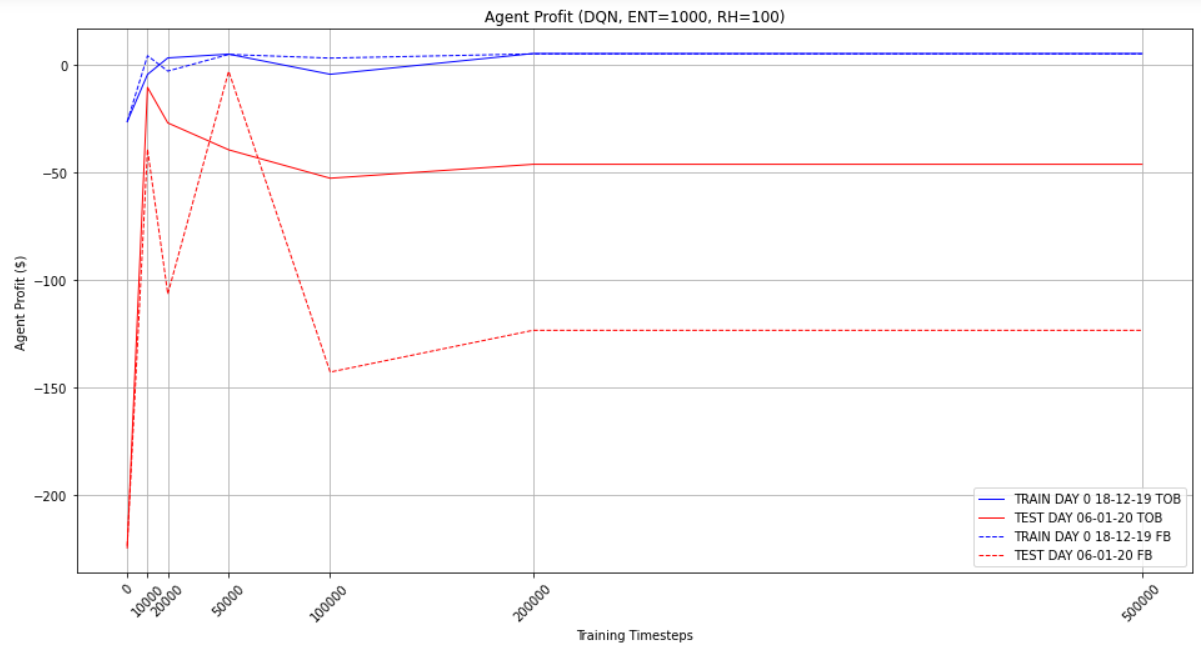 Agent Profit (DQN, ENT=1000, RH=100)
Agent Profit ($)
0
−50
−100
−150
−200
TRAIN DAY 0 18-12-19 TOB
TEST DAY 06-01-20 TOB
TRAIN DAY 0 18-12-19 FB
TEST DAY 06-01-20 FB
0
10000
20000
50000
100000
200000
500000
Training Timesteps